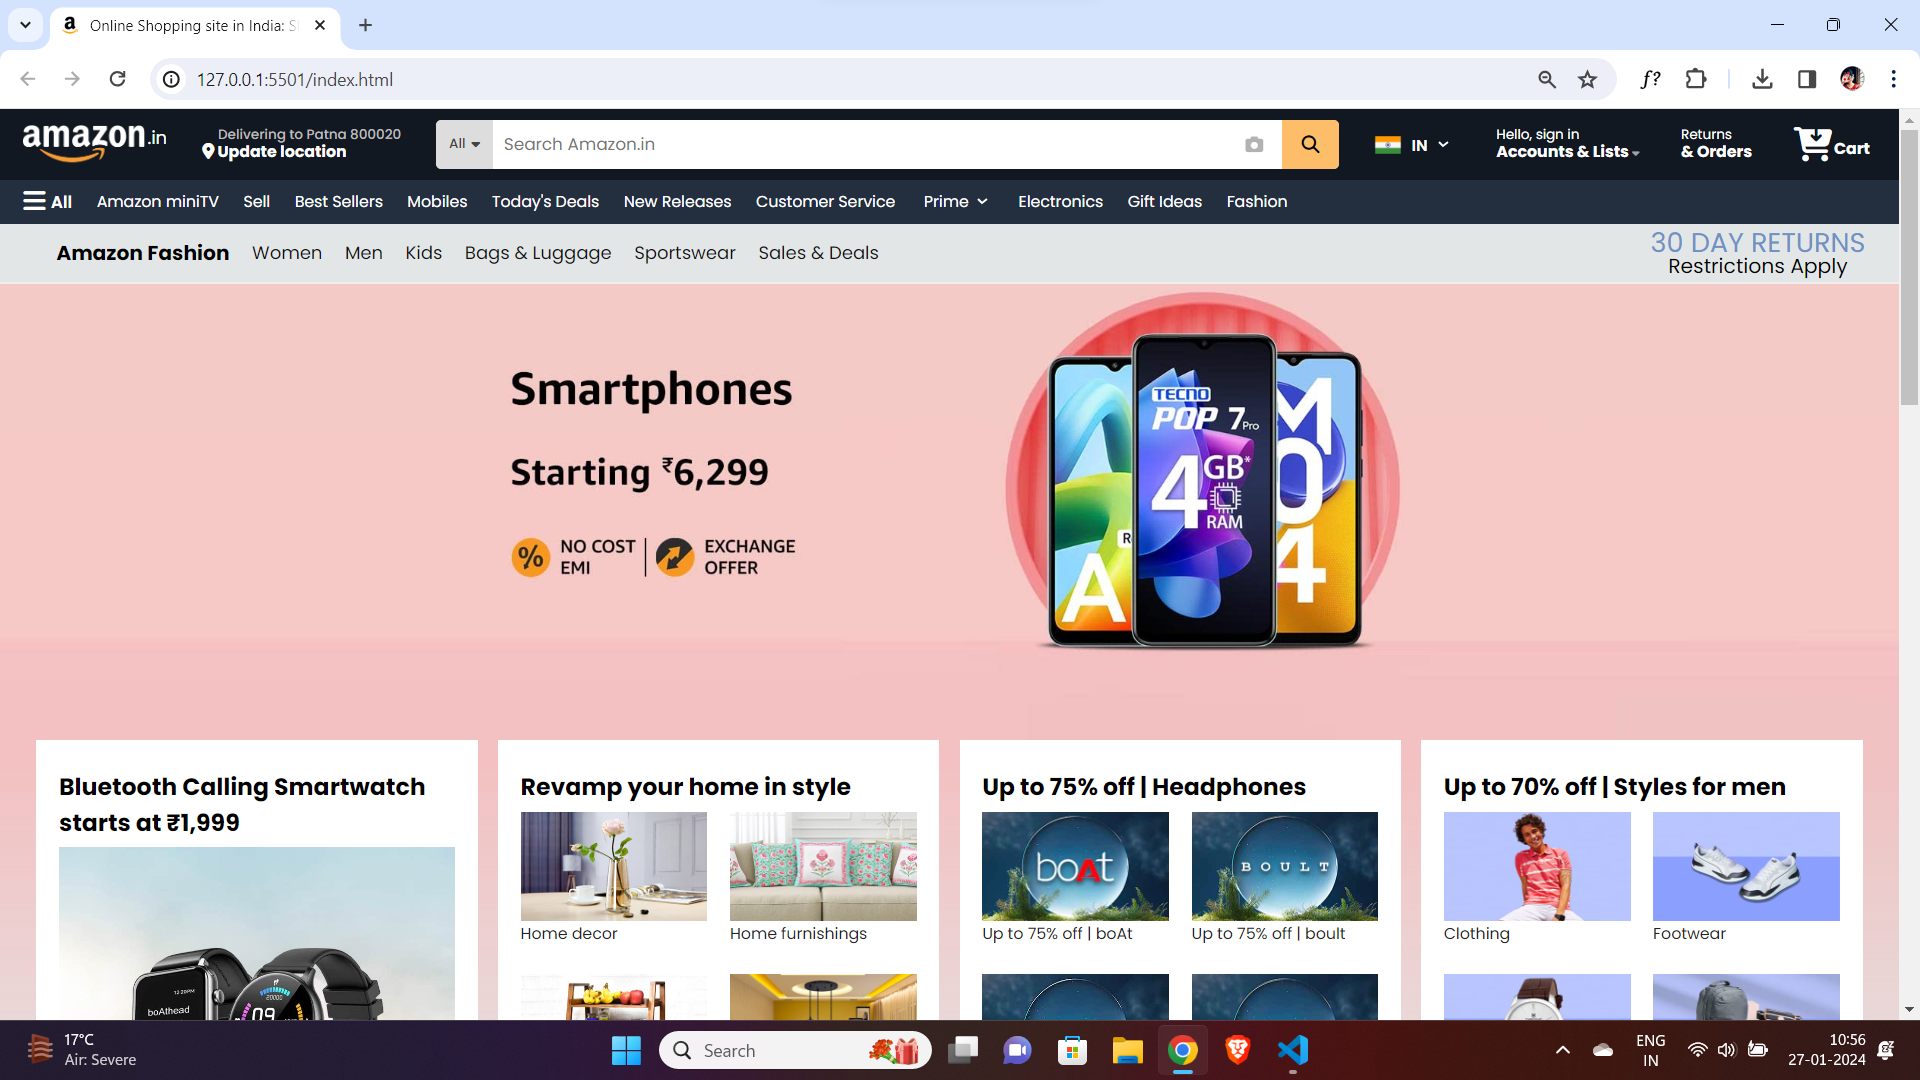 Online Shopping site in India: S
127.0.0.1:5501/index.html
f?
amazon.in
Delivering to Patna 800020
Update location
All
Search Amazon.in
IN
Hello, sign in
Accounts & Lists
Returns
& Orders
Cart
All Amazon miniTV Sell Best Sellers Mobiles Today's Deals New Releases Customer Service Prime Electronics Gift Ideas Fashion
Amazon Fashion Women Men Kids Bags & Luggage Sportswear Sales & Deals
30 DAY RETURNS
Restrictions Apply
Smartphones
Starting ₹6,299
% NO COST EMI
EXCHANGE OFFER
A
R
TECNO
POP 7 Pro
4GB*
RAM
M04
Bluetooth Calling Smartwatch
starts at ₹1,999
boAthead
09
Revamp your home in style
Home decor
Home furnishings
Up to 75% off | Headphones
boAt
BOULT
Up to 75% off | boAt
Up to 75% off | boult
Up to 70% off | Styles for men
Clothing
Footwear
17°C
Air: Severe
Search
ENG
IN
10:56
27-01-2024